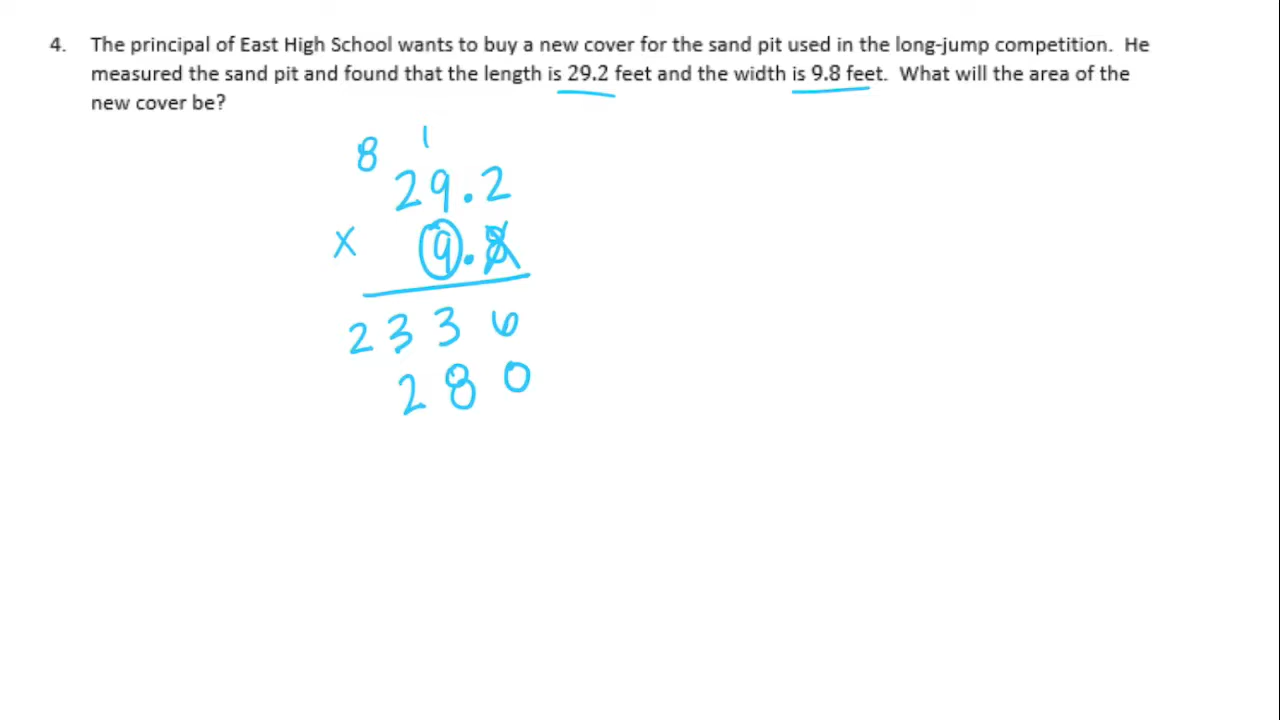 4. The principal of East High School wants to buy a new cover for the sand pit used in the long-jump competition. He
measured the sand pit and found that the length is 29.2 feet and the width is 9.8 feet. What will the area of the
new cover be?
8 1
29.2
x 9.8
2336
280